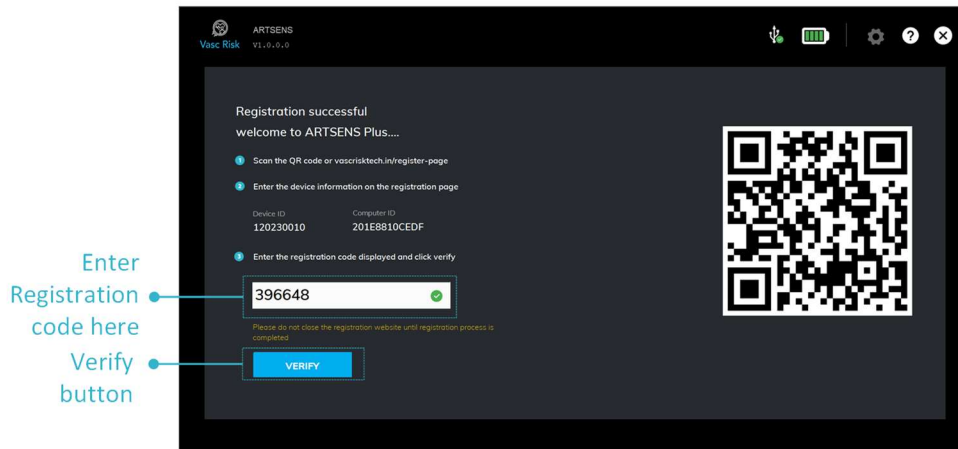 Vasc Risk
ARTSENS
V1.0.0.0
Registration successful
welcome to ARTSENS Plus....
1 Scan the QR code or vascrisktech.in/register-page
2 Enter the device information on the registration page
Device ID Computer ID
120230010 201E8810CEDF
3 Enter the registration code displayed and click verify
396648
Please do not close the registration website until registration process is
completed
VERIFY
Enter
Registration
code here
Verify
button